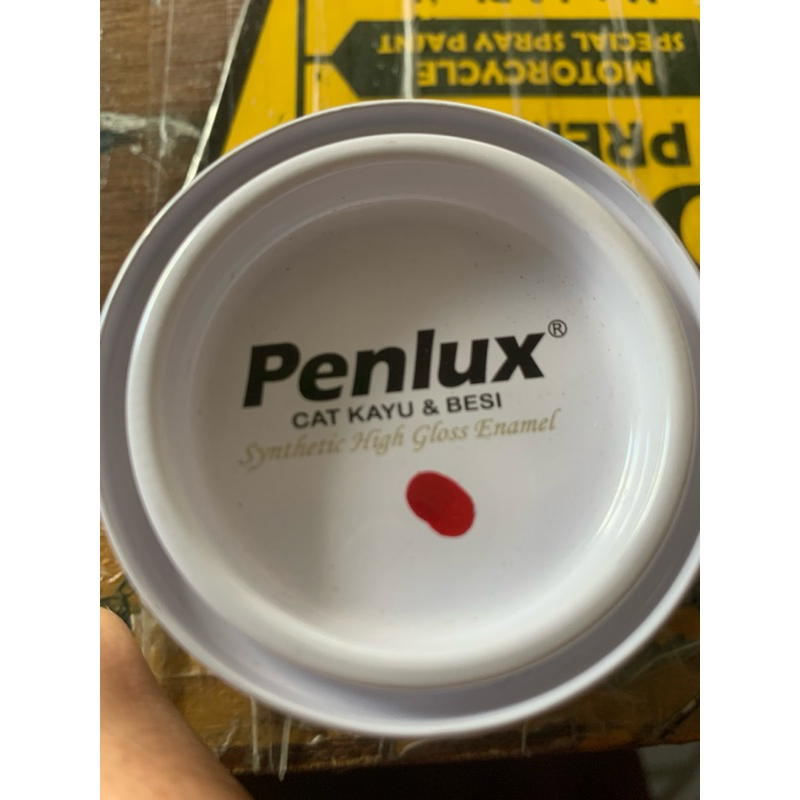 MOTORCYCLE
SPECIAL SPRAY PAINT
Penlux®
CAT KAYU & BESI
Synthetic High Gloss Enamel